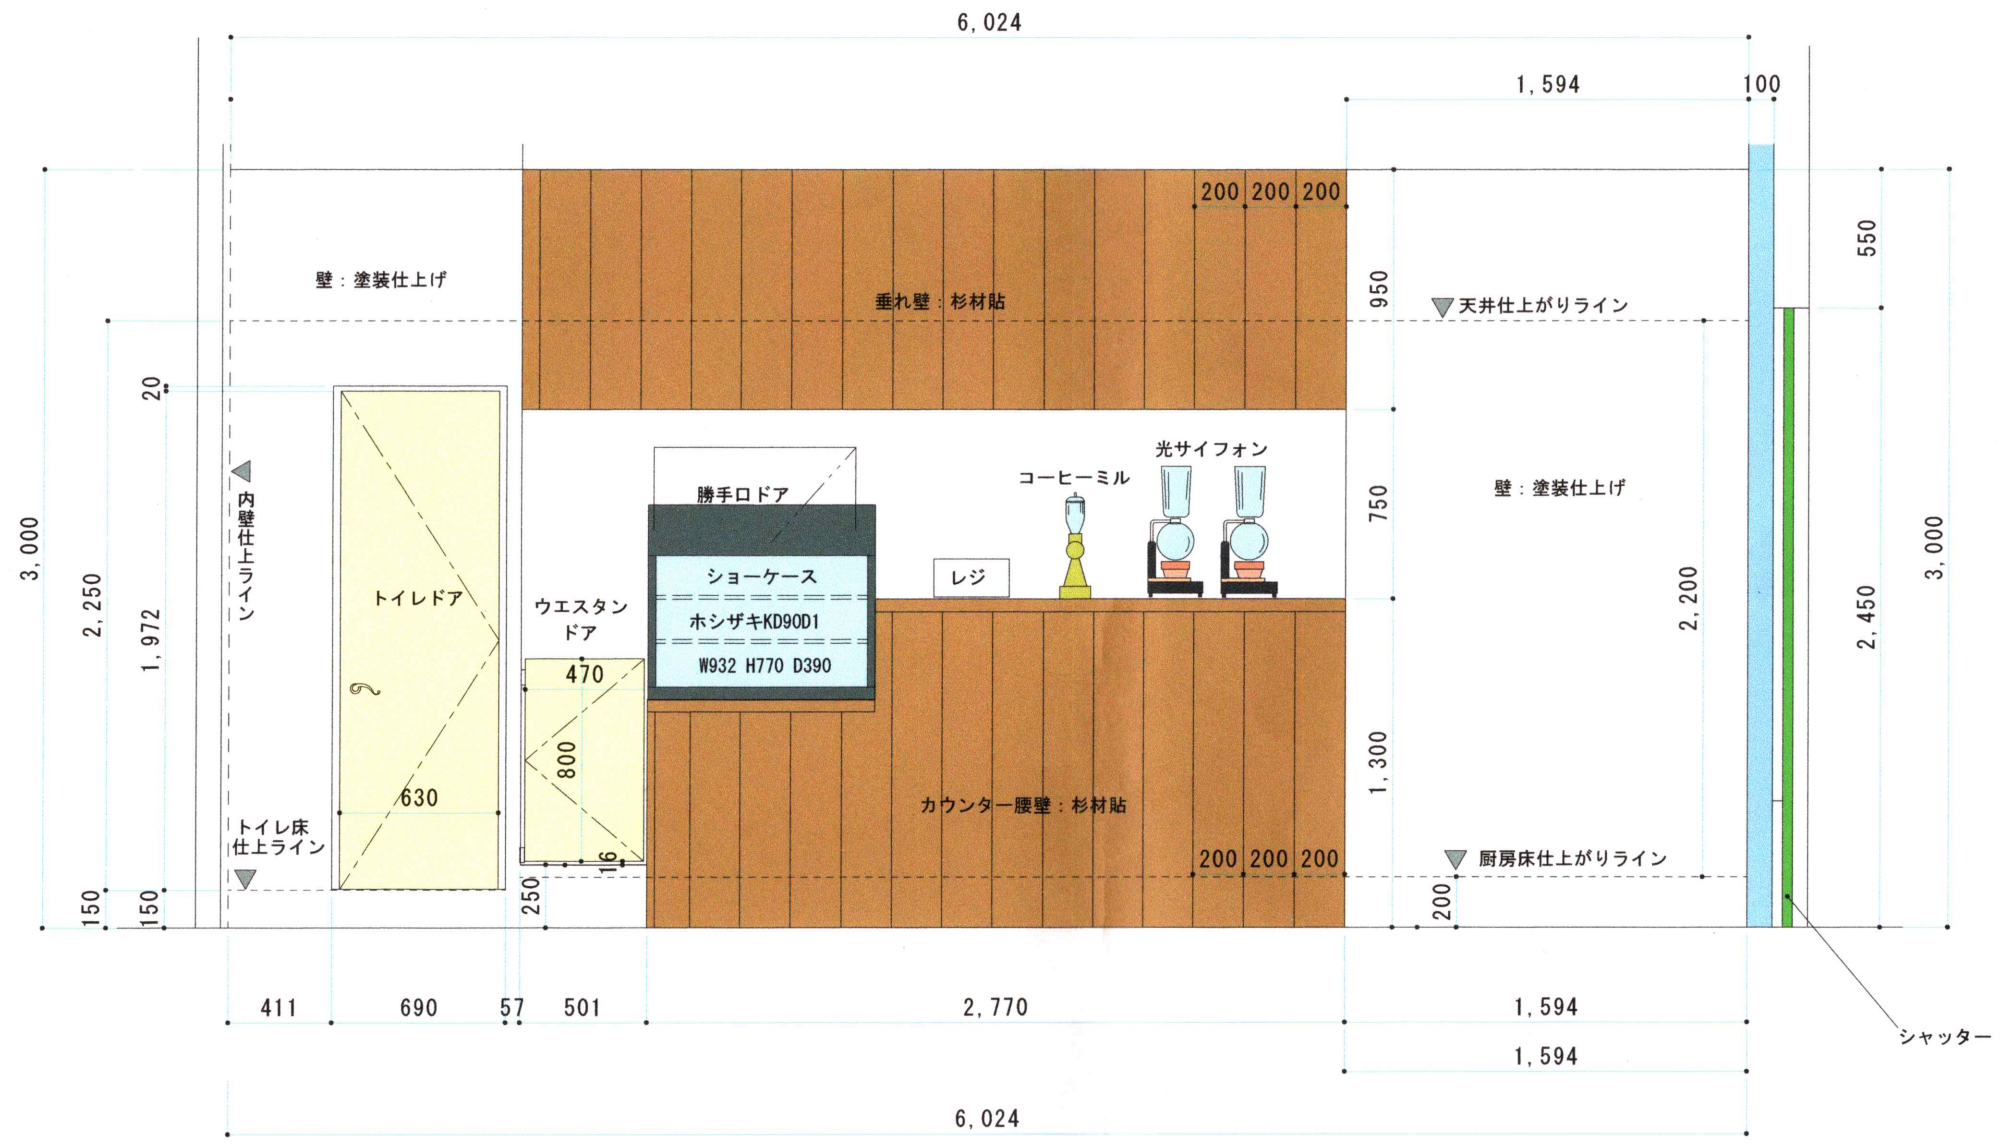 6,024
1,594
100
200
200
200
550
壁：塗装仕上げ
950
垂れ壁：杉材貼
天井仕上がりライン
20
光サイフォン
コーヒーミル
勝手口ドア
750
壁：塗装仕上げ
3,000
内壁仕上ライン
3,000
2,250
1,972
トイレドア
ウエスタン
ドア
ショーケース
レジ
ホシザキKD90D1
W932 H770 D390
2,200
2,450
470
800
1,300
630
カウンター腰壁：杉材貼
トイレ床
仕上ライン
16
200
200
200
厨房床仕上がりライン
150
150
250
200
411
690
57
501
2,770
1,594
シャッター
1,594
6,024